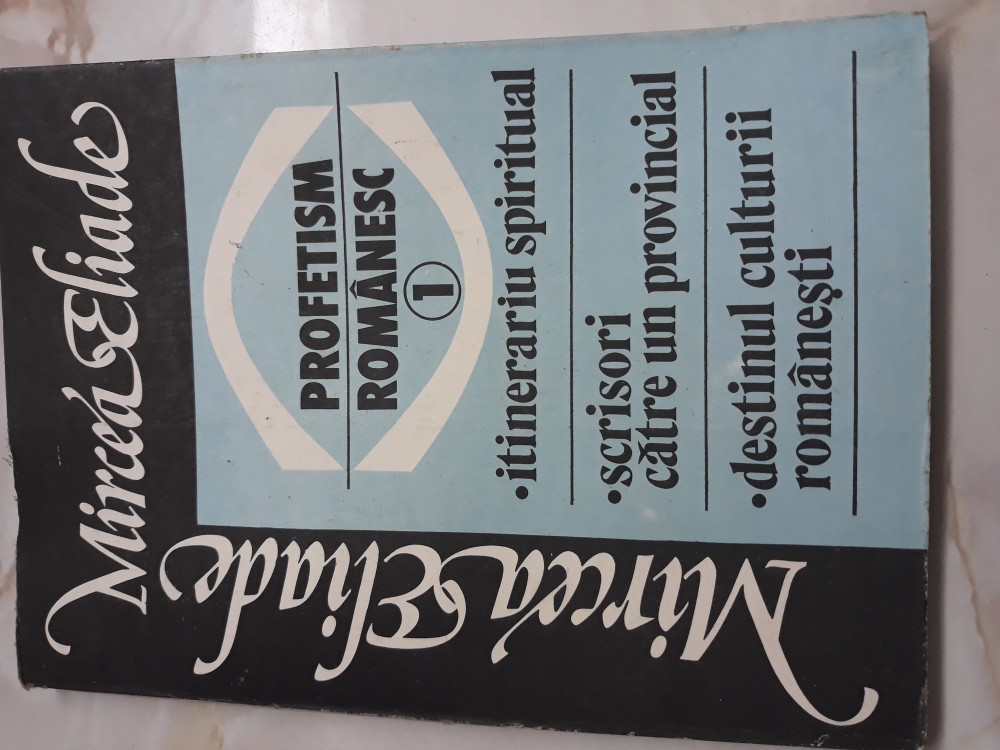 Mircea Eliade
Mircea Eliade
PROFETISM
ROMÂNESC
1
•itinerariu spiritual
•scrisori
către un provincial
•destinul culturii
românești